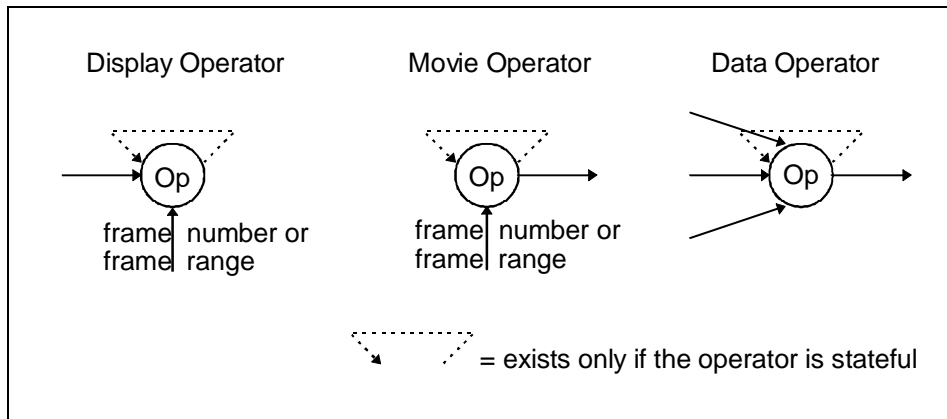 Display Operator
Movie Operator
Data Operator
Op
Op
Op
frame number or
frame range
frame number or
frame range
= exists only if the operator is stateful